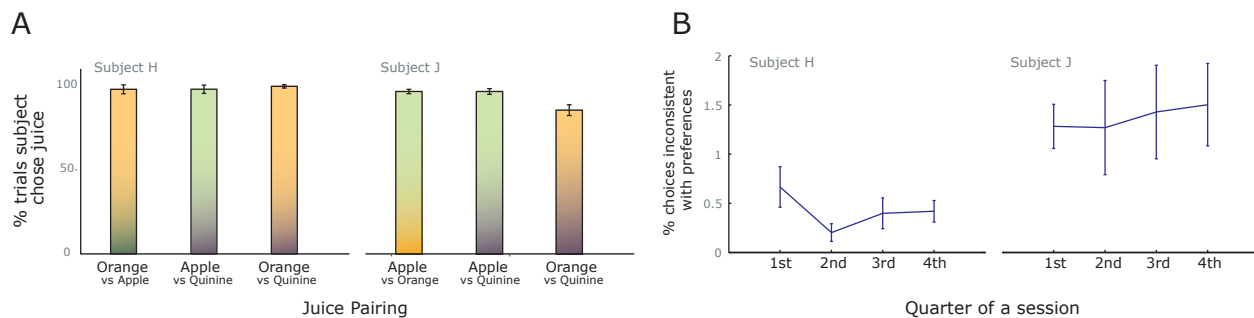 A
% trials subject
chose juice
100
50
0
Subject H
Subject J
Orange
vs Apple
Apple
vs Quinine
Orange
vs Quinine
Apple
vs Orange
Apple
vs Quinine
Orange
vs Quinine
Juice Pairing
B
% choices inconsistent
with preferences
2
1.5
1
0.5
0
Subject H
Subject J
1st 2nd 3rd 4th
1st 2nd 3rd 4th
Quarter of a session